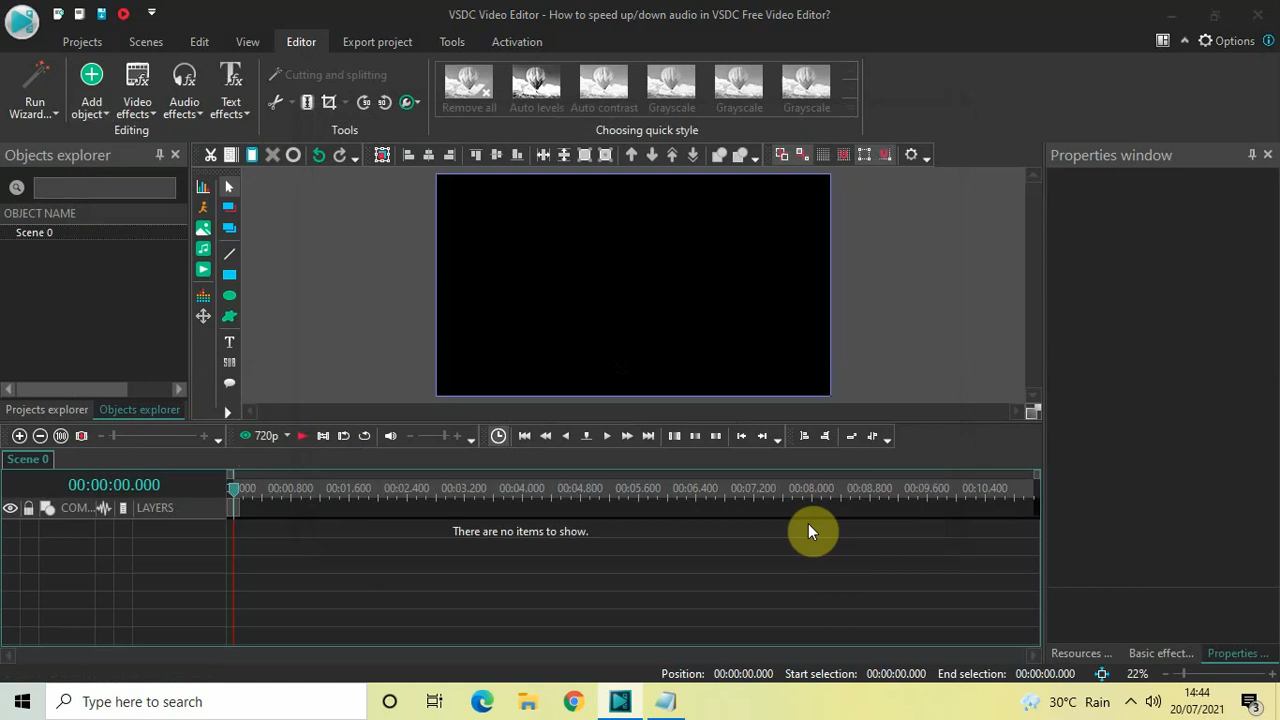 VSDC Video Editor - How to speed up/down audio in VSDC Free Video Editor?
Projects Scenes Edit View Editor Export project Tools Activation
Options
Run Wizard...
Add object
Video effects
Audio effects
Text effects
Editing
Cutting and splitting
Tools
Remove all Auto levels Auto contrast Grayscale Grayscale Grayscale
Choosing quick style
Objects explorer
Properties window
OBJECT NAME
Scene 0
Projects explorer Objects explorer
720p
Scene 0
00:00:00.000
000 00:00.800 00:01.600 00:02.400 00:03.200 00:04.000 00:04.800 00:05.600 00:06.400 00:07.200 00:08.000 00:08.800 00:09.600 00:10.400
COM... LAYERS
There are no items to show.
Resources ... Basic effect... Properties ...
Position: 00:00:00.000 Start selection: 00:00:00.000 End selection: 00:00:00.000 22%
Type here to search
30°C Rain
14:44
20/07/2021
3